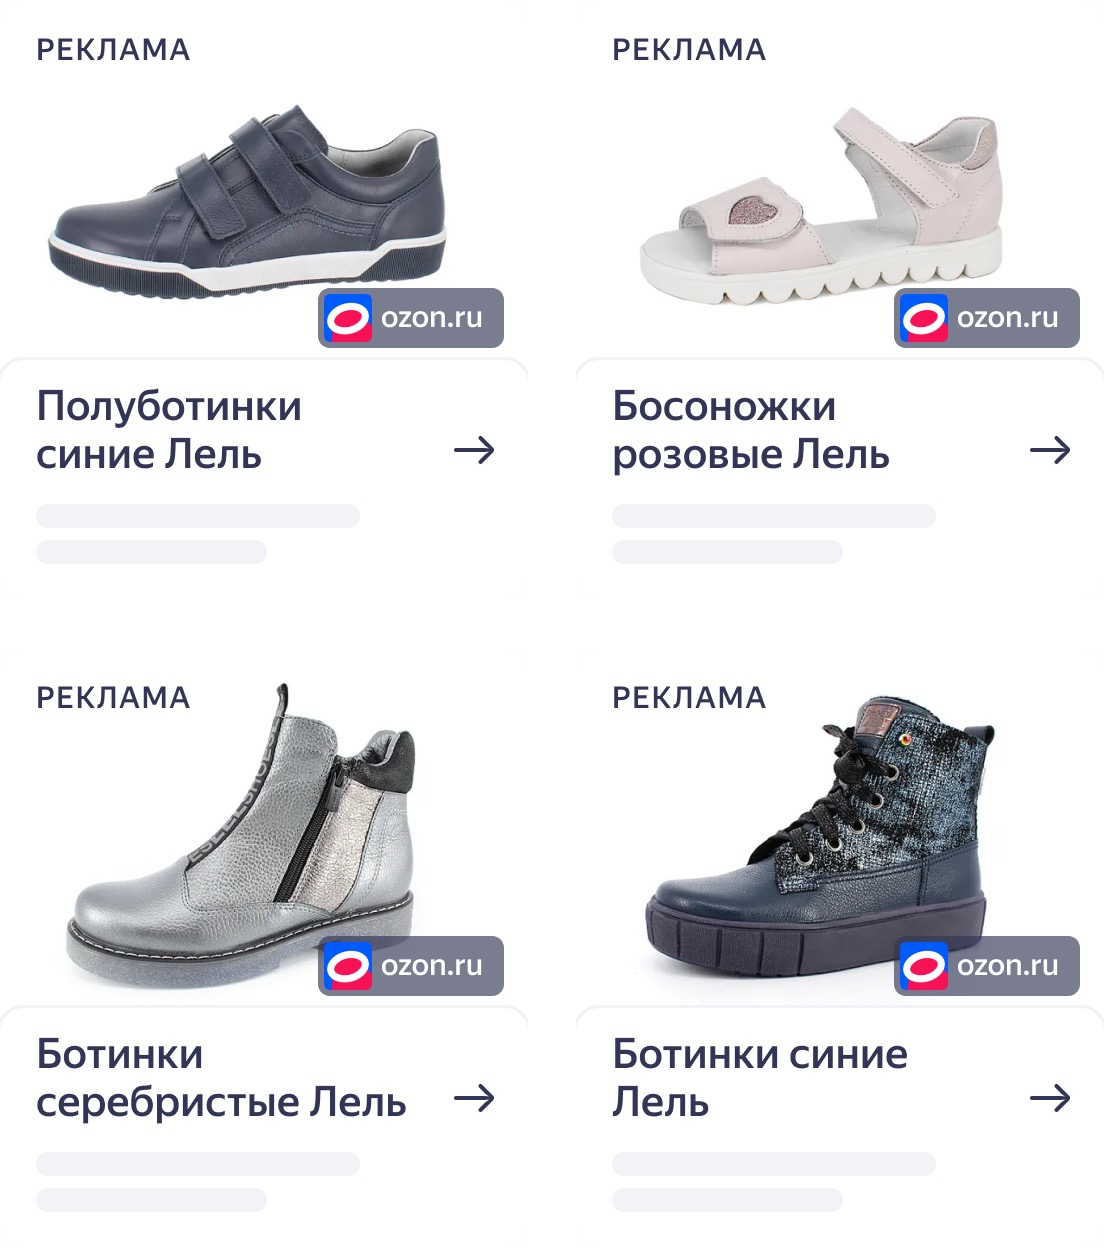 РЕКЛАМА
ozon.ru
Полуботинки
синие Лель
РЕКЛАМА
ozon.ru
Босоножки
розовые Лель
РЕКЛАМА
ozon.ru
Ботинки
серебристые Лель
РЕКЛАМА
ozon.ru
Ботинки синие
Лель